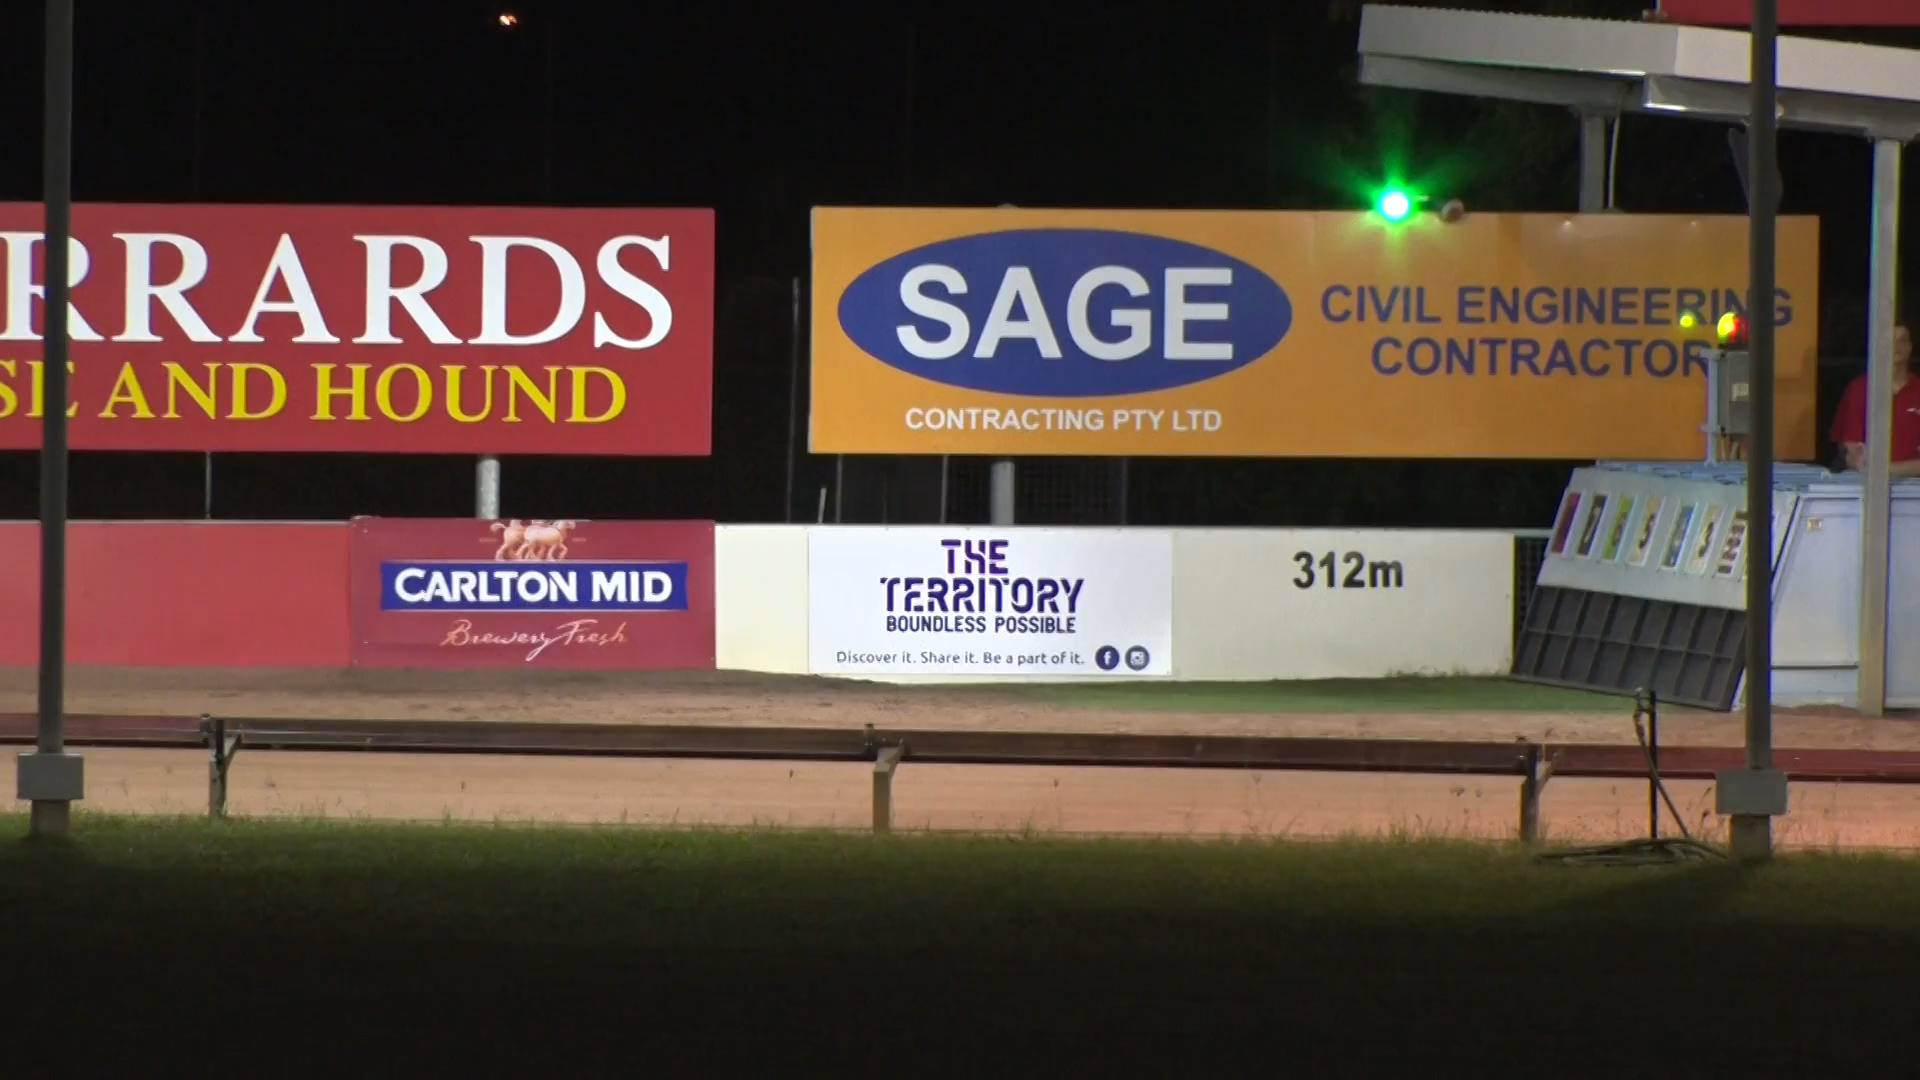 RRARDS
SE AND HOUND
SAGE
CONTRACTING PTY LTD
CIVIL ENGINEERING
CONTRACTOR
CARLTON MID
Brewery Fresh
THE
TERRITORY
BOUNDLESS POSSIBLE
Discover it. Share it. Be a part of it.
312m